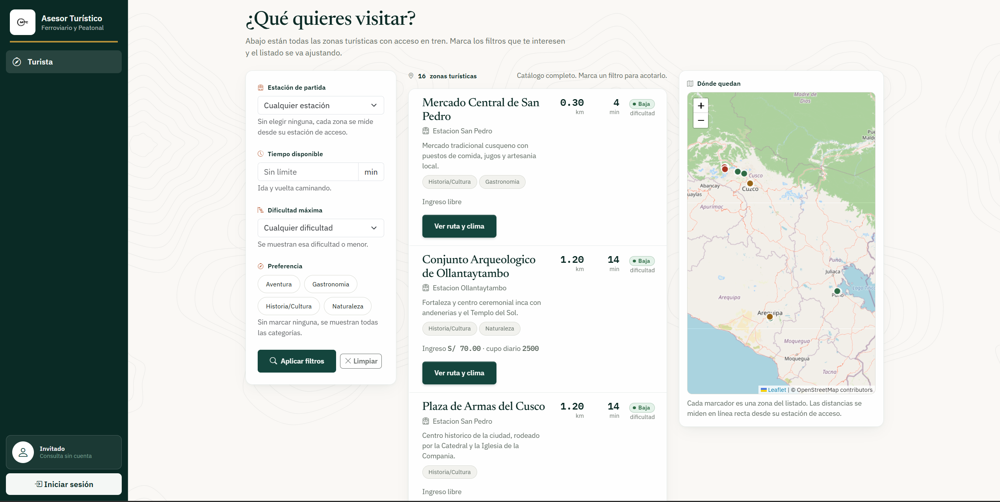 MTC
Asesor Turístico
Ferroviario y Peatonal
Turista
Invitado
Consulta sin cuenta
Iniciar sesión
¿Qué quieres visitar?
Abajo están todas las zonas turísticas con acceso en tren. Marca los filtros que te interesen
y el listado se va ajustando.
Estación de partida
Cualquier estación
Sin elegir ninguna, cada zona se mide
desde su estación de acceso.
Tiempo disponible
Sin límite
min
Ida y vuelta caminando.
Dificultad máxima
Cualquier dificultad
Se muestran esa dificultad o menor.
Preferencia
Aventura
Gastronomia
Historia/Cultura
Naturaleza
Sin marcar ninguna, se muestran todas
las categorías.
Aplicar filtros
Limpiar
16 zonas turísticas
Catálogo completo. Marca un filtro para acotarlo.
Mercado Central de San
Pedro
0.30
km
4
min
Baja
dificultad
Estacion San Pedro
Mercado tradicional cusqueno con
puestos de comida, jugos y artesania
local.
Historia/Cultura
Gastronomia
Ingreso libre
Ver ruta y clima
Conjunto Arqueologico
de Ollantaytambo
1.20
km
14
min
Baja
dificultad
Estacion Ollantaytambo
Fortaleza y centro ceremonial inca con
andenerias y el Templo del Sol.
Historia/Cultura
Naturaleza
Ingreso S/ 70.00 · cupo diario 2500
Ver ruta y clima
Plaza de Armas del Cusco
1.20
km
14
min
Baja
dificultad
Estacion San Pedro
Centro historico de la ciudad, rodeado
por la Catedral y la Iglesia de la
Compania.
Historia/Cultura
Ingreso libre
Dónde quedan
+
−
Madre de
Dios
Cusco
Abancay
Cuzco
Apurímac
Puno
Juliaca
Puno
Arequipa
Arequipa
Moquegua
Moquegua
Tacna
Leaflet | © OpenStreetMap contributors
Cada marcador es una zona del listado. Las distancias se
miden en línea recta desde su estación de acceso.